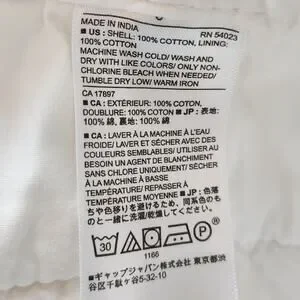 MADE IN INDIA RN 54023
■ US: SHELL: 100% COTTON, LINING:
100% COTTON
MACHINE WASH COLD/ WASH AND
DRY WITH LIKE COLORS/ ONLY NON-
CHLORINE BLEACH WHEN NEEDED/
TUMBLE DRY LOW/ WARM IRON
CA 17897
■ CA: EXTÉRIEUR: 100% COTON,
DOUBLURE: 100% COTON ■ JP: 表地:
100% 綿, 裏地: 100% 綿
■ CA: LAVER À LA MACHINE À L'EAU
FROIDE/ LAVER ET SÉCHER AVEC DES
COULEURS SEMBLABLES/ UTILISER AU
BESOIN UN AGENT DE BLANCHIMENT
SANS CHLORE UNIQUEMENT/ SÉCHER
À LA MACHINE À BASSE
TEMPÉRATURE/ REPASSER À
TEMPÉRATURE MOYENNE ■ JP: 色落
ちや色移りを避けるため、同系色のもの
と一緒に洗濯/乾燥してください。
30 P
1166
■ギャップジャパン株式会社 東京都渋
谷区千駄ヶ谷5-32-10